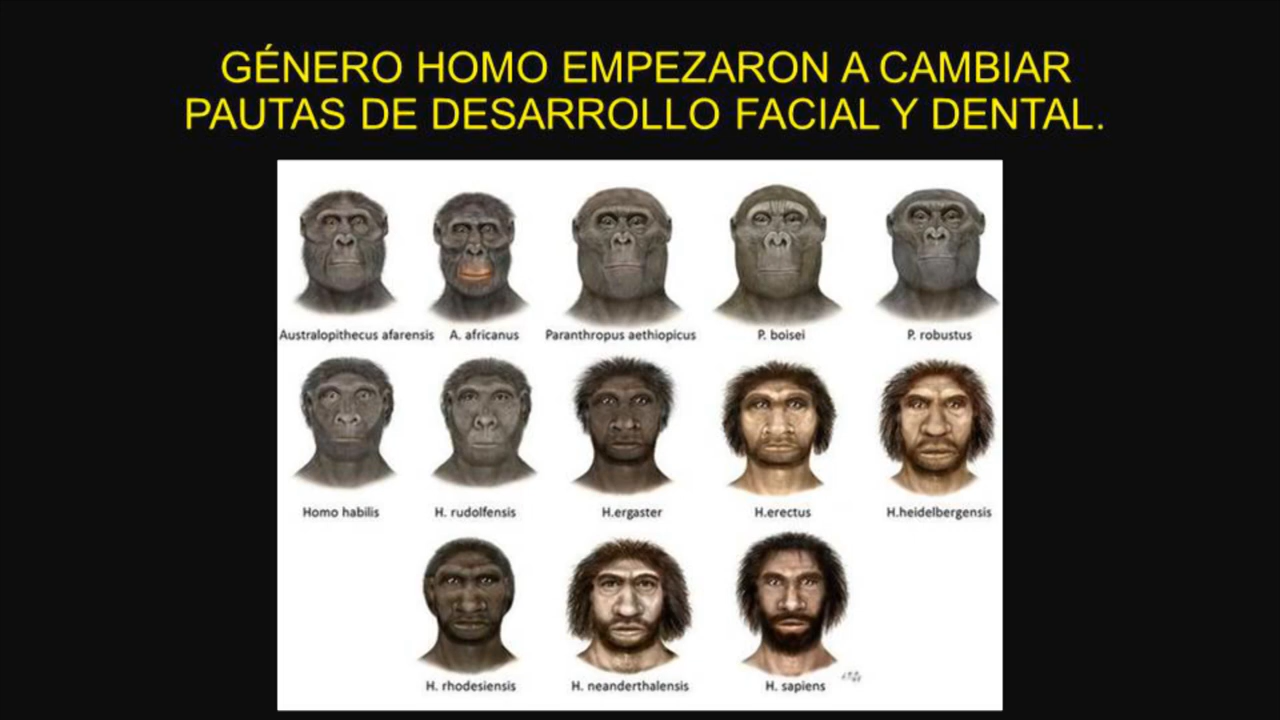 GÉNERO HOMO EMPEZARON A CAMBIAR
PAUTAS DE DESARROLLO FACIAL Y DENTAL.
Australopithecus afarensis A. africanus Paranthropus aethiopicus P. boisei P. robustus
Homo habilis H. rudolfensis H.ergaster H.erectus H.heidelbergensis
H. rhodesiensis H. neanderthalensis H. sapiens